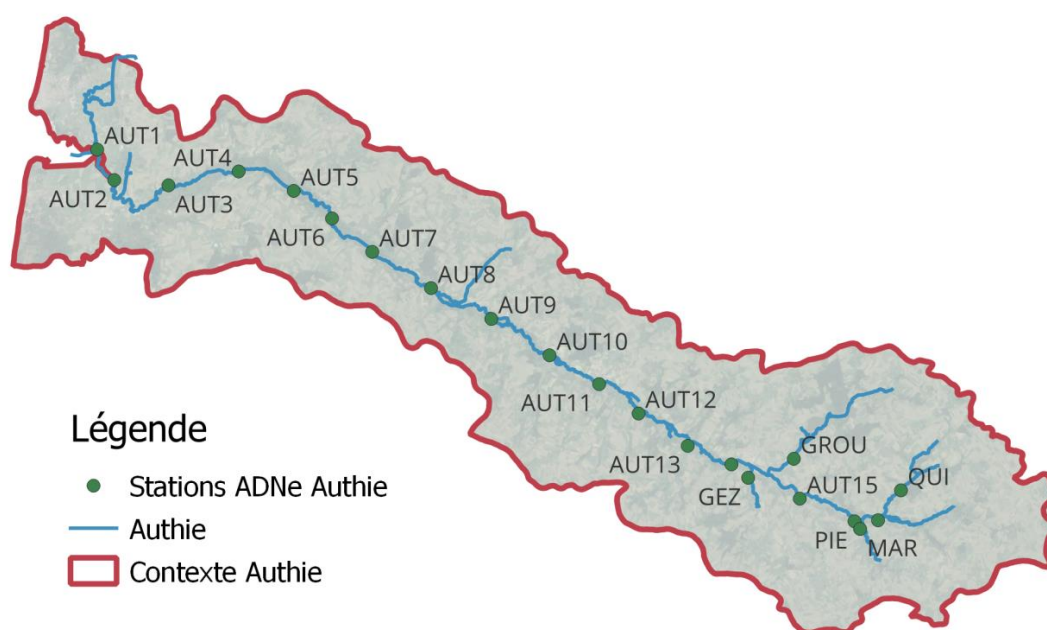 AUT1
AUT2
AUT3
AUT4
AUT5
AUT6
AUT7
AUT8
AUT9
AUT10
AUT11
AUT12
AUT13
GROU
GEZ
AUT15
QUI
PIE
MAR
Légende
Stations ADNe Authie
Authie
Contexte Authie